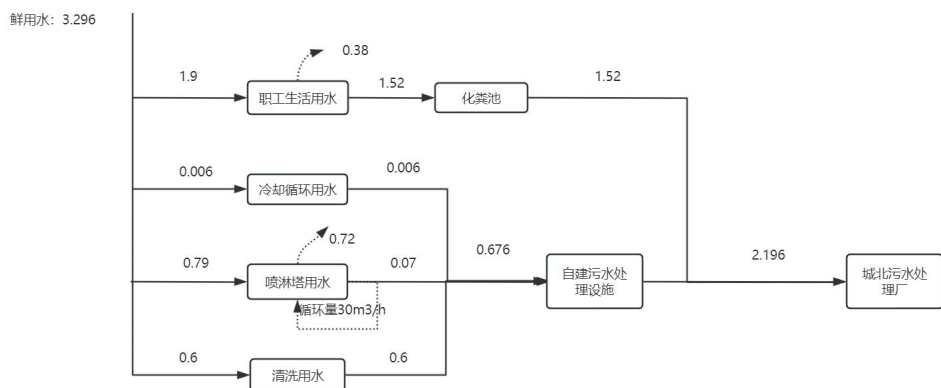 鲜用水：3.296
0.38
1.9
1.52
1.52
职工生活用水
化粪池
0.006
0.006
冷却循环用水
0.72
0.79
0.07
0.676
2.196
喷淋塔用水
自建污水处
理设施
城北污水处
理厂
循环量30m3/h
0.6
0.6
清洗用水